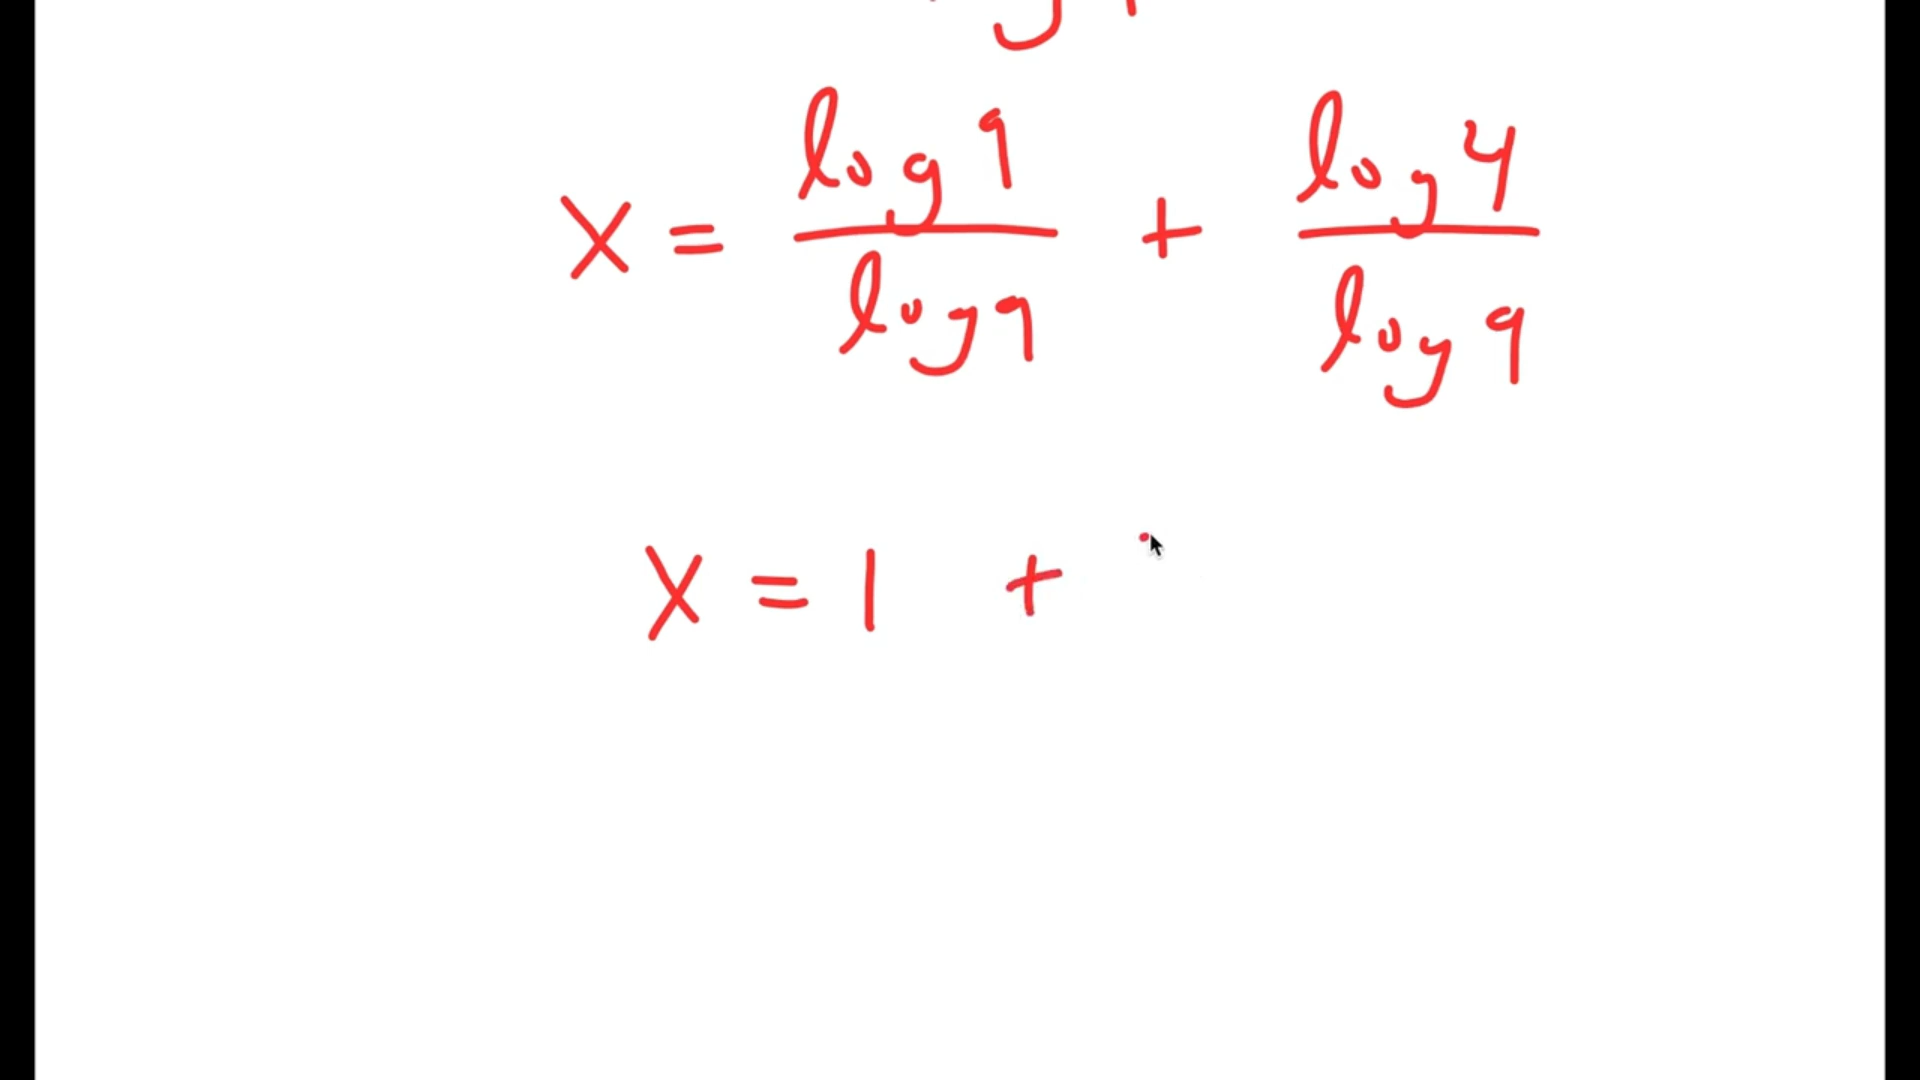 x = log 9 / log 9 + log 4 / log 9
x = 1 +